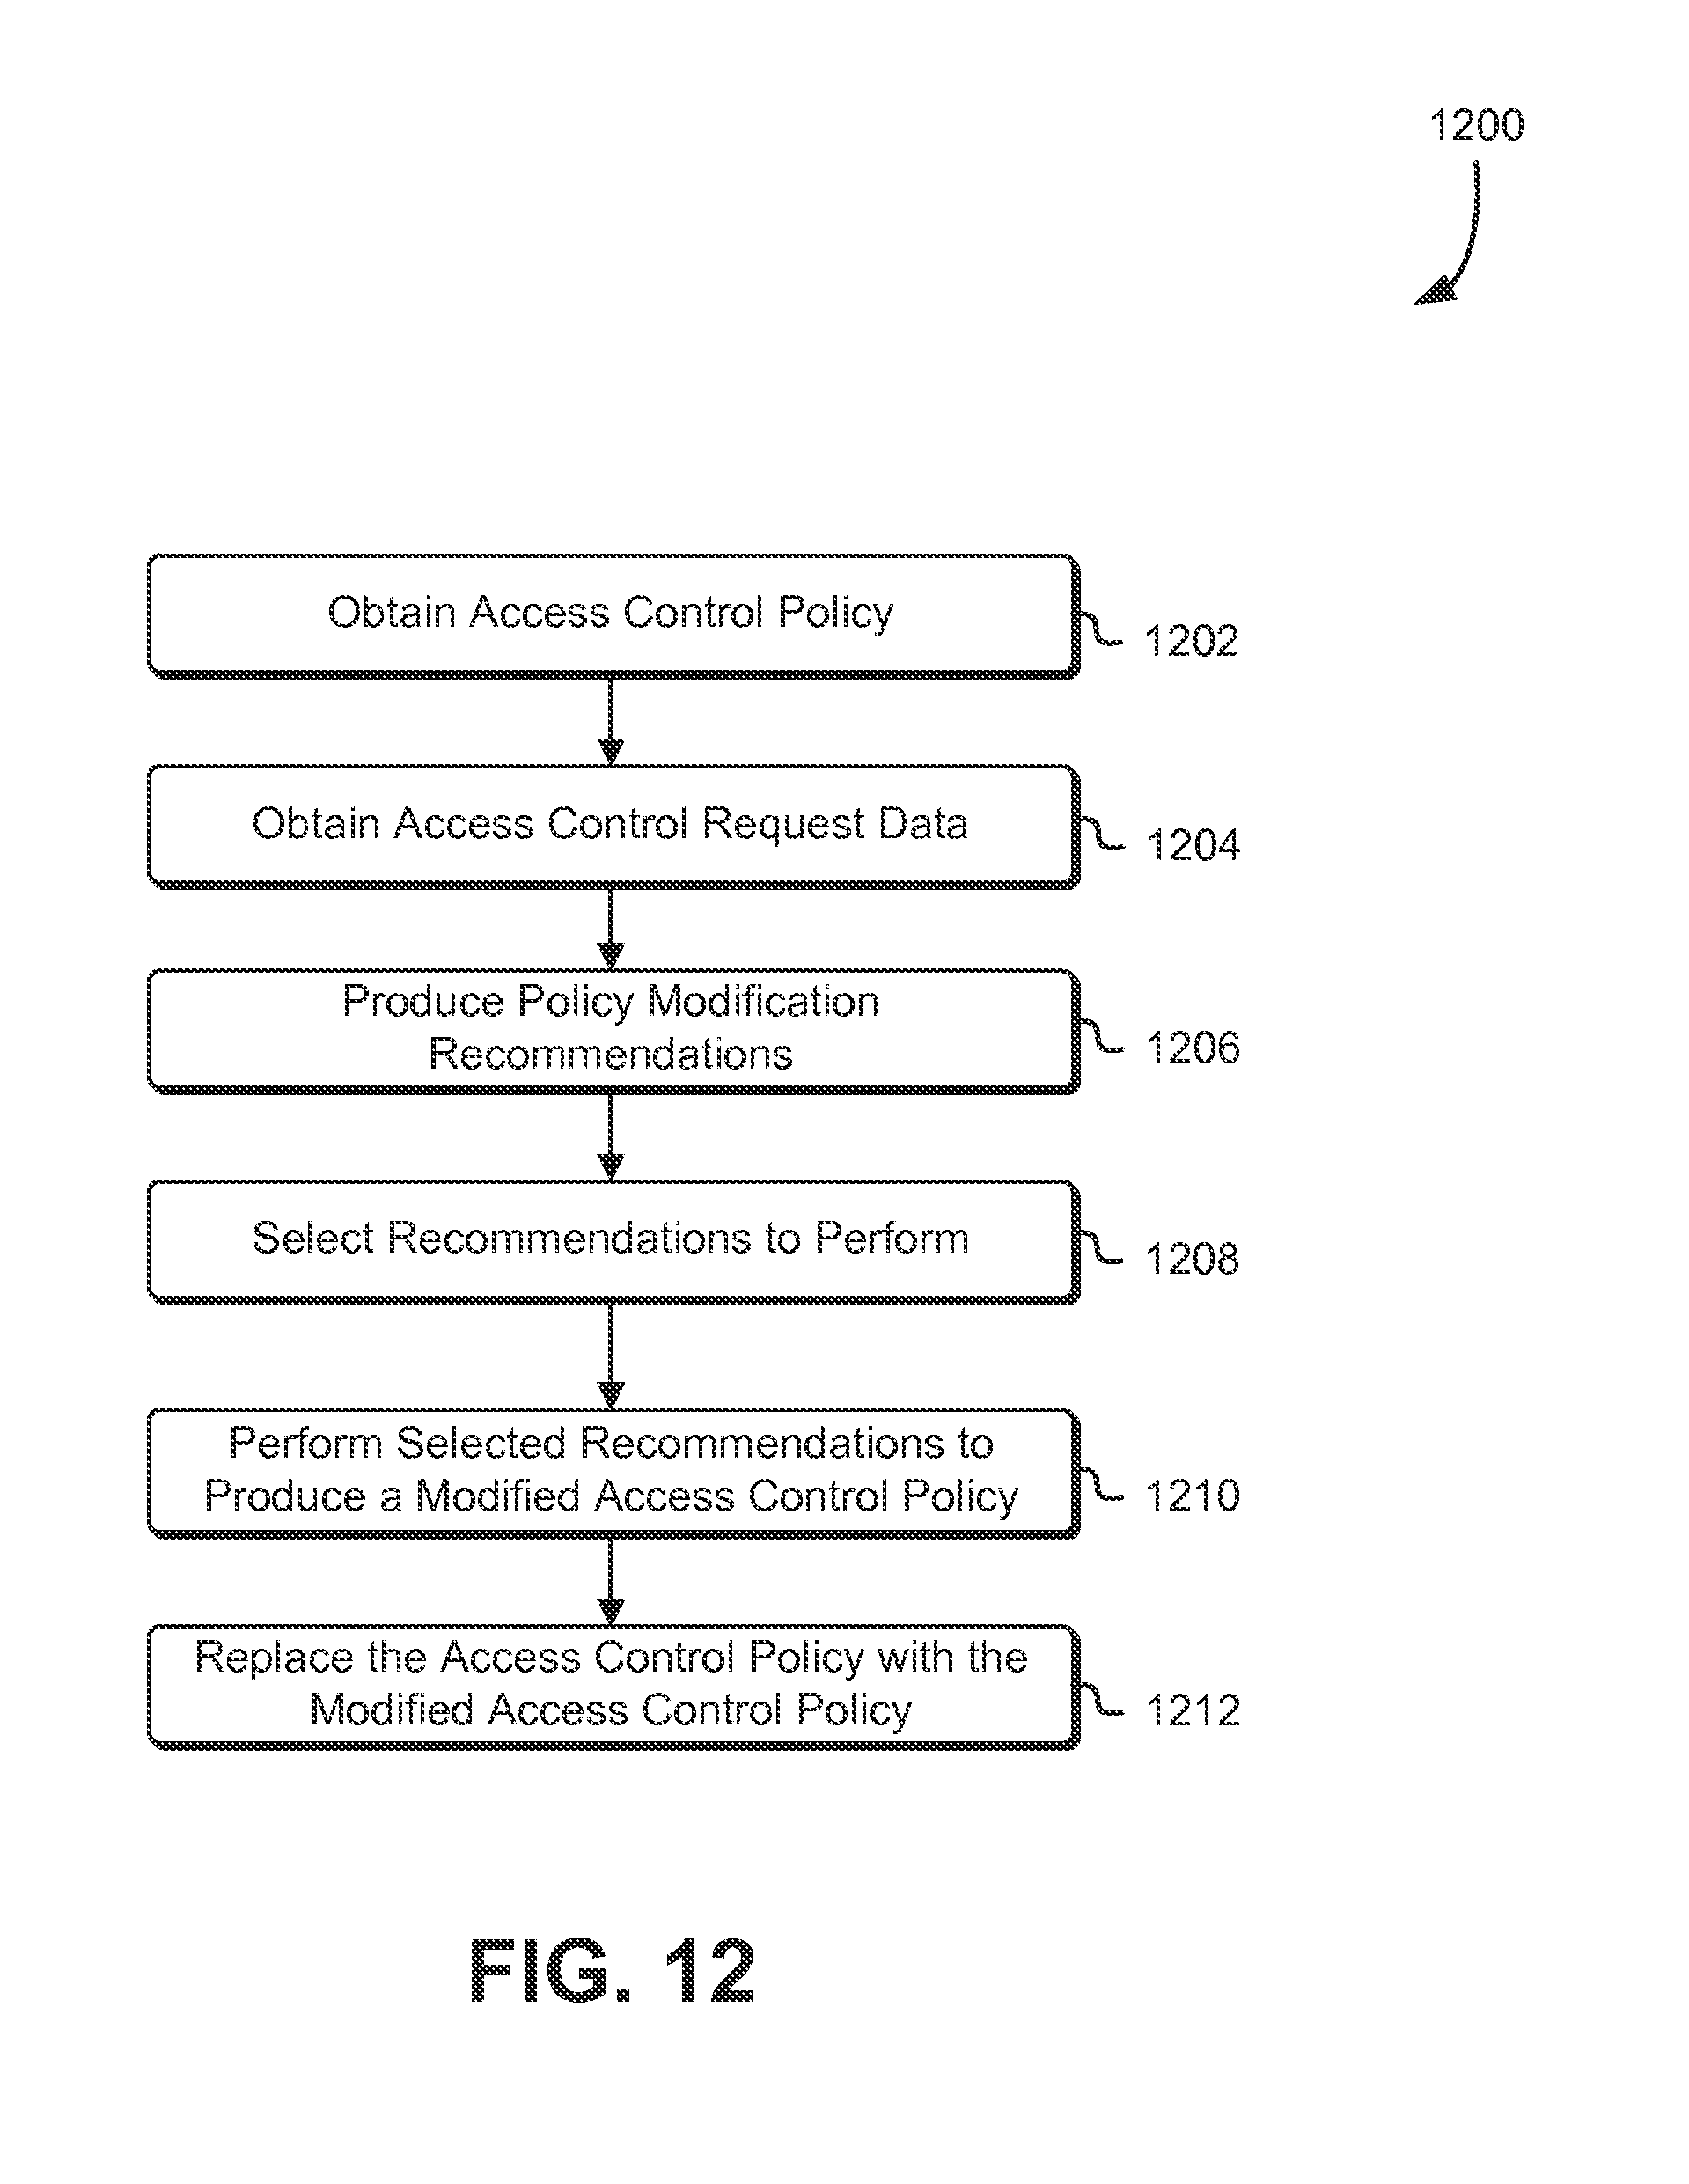 1200
Obtain Access Control Policy
1202
Obtain Access Control Request Data
1204
Produce Policy Modification
Recommendations
1206
Select Recommendations to Perform
1208
Perform Selected Recommendations to
Produce a Modified Access Control Policy
1210
Replace the Access Control Policy with the
Modified Access Control Policy
1212
FIG. 12